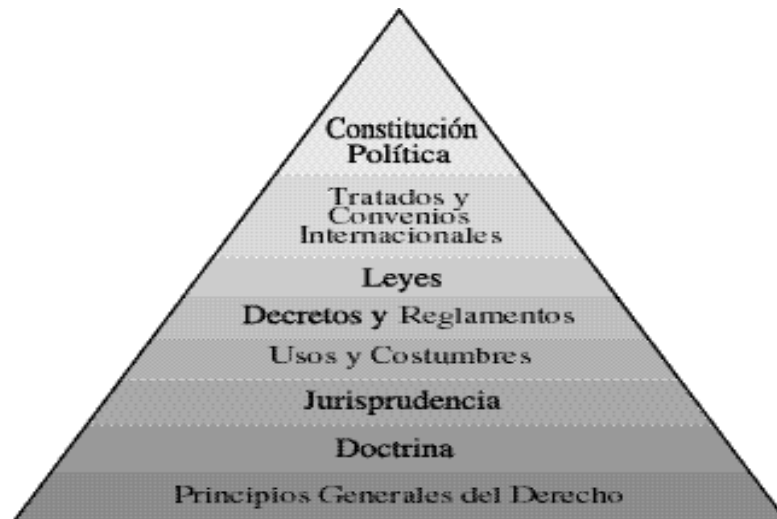 Constitución
Política
Tratados y
Convenios
Internacionales
Leyes
Decretos y Reglamentos
Usos y Costumbres
Jurisprudencia
Doctrina
Principios Generales del Derecho